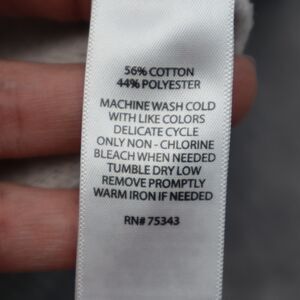 56% COTTON
44% POLYESTER
MACHINE WASH COLD
WITH LIKE COLORS
DELICATE CYCLE
ONLY NON - CHLORINE
BLEACH WHEN NEEDED
TUMBLE DRY LOW
REMOVE PROMPTLY
WARM IRON IF NEEDED
RN# 75343